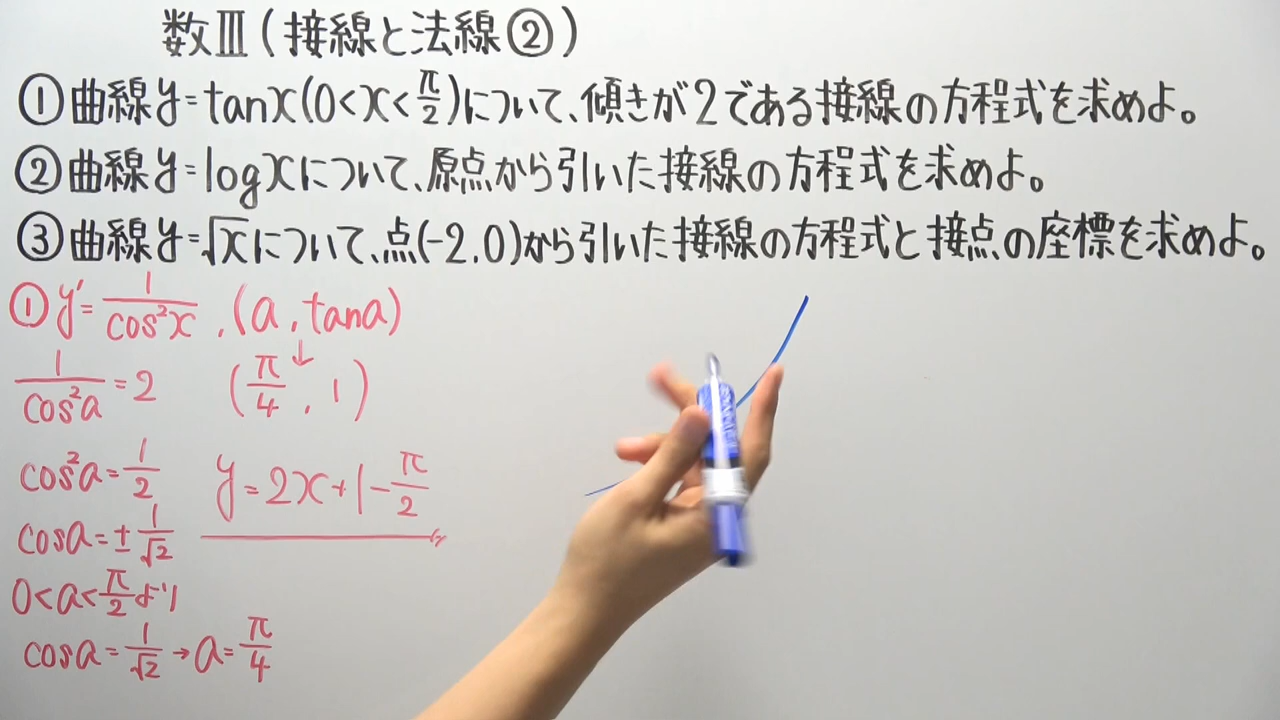 数Ⅲ(接線と法線②)
①曲線y=tanx(0<x<π/2)について、傾きが2である接線の方程式を求めよ。
②曲線y=logxについて、原点から引いた接線の方程式を求めよ。
③曲線y=√xについて、点(-2,0)から引いた接線の方程式と接点の座標を求めよ。
①y'=1/cos²x , (a, tana)
1/cos²a=2
↓
(π/4, 1)
cos²a=1/2
y=2x+1-π/2
cosa=±1/√2
0<a<π/2より
cosa=1/√2→a=π/4